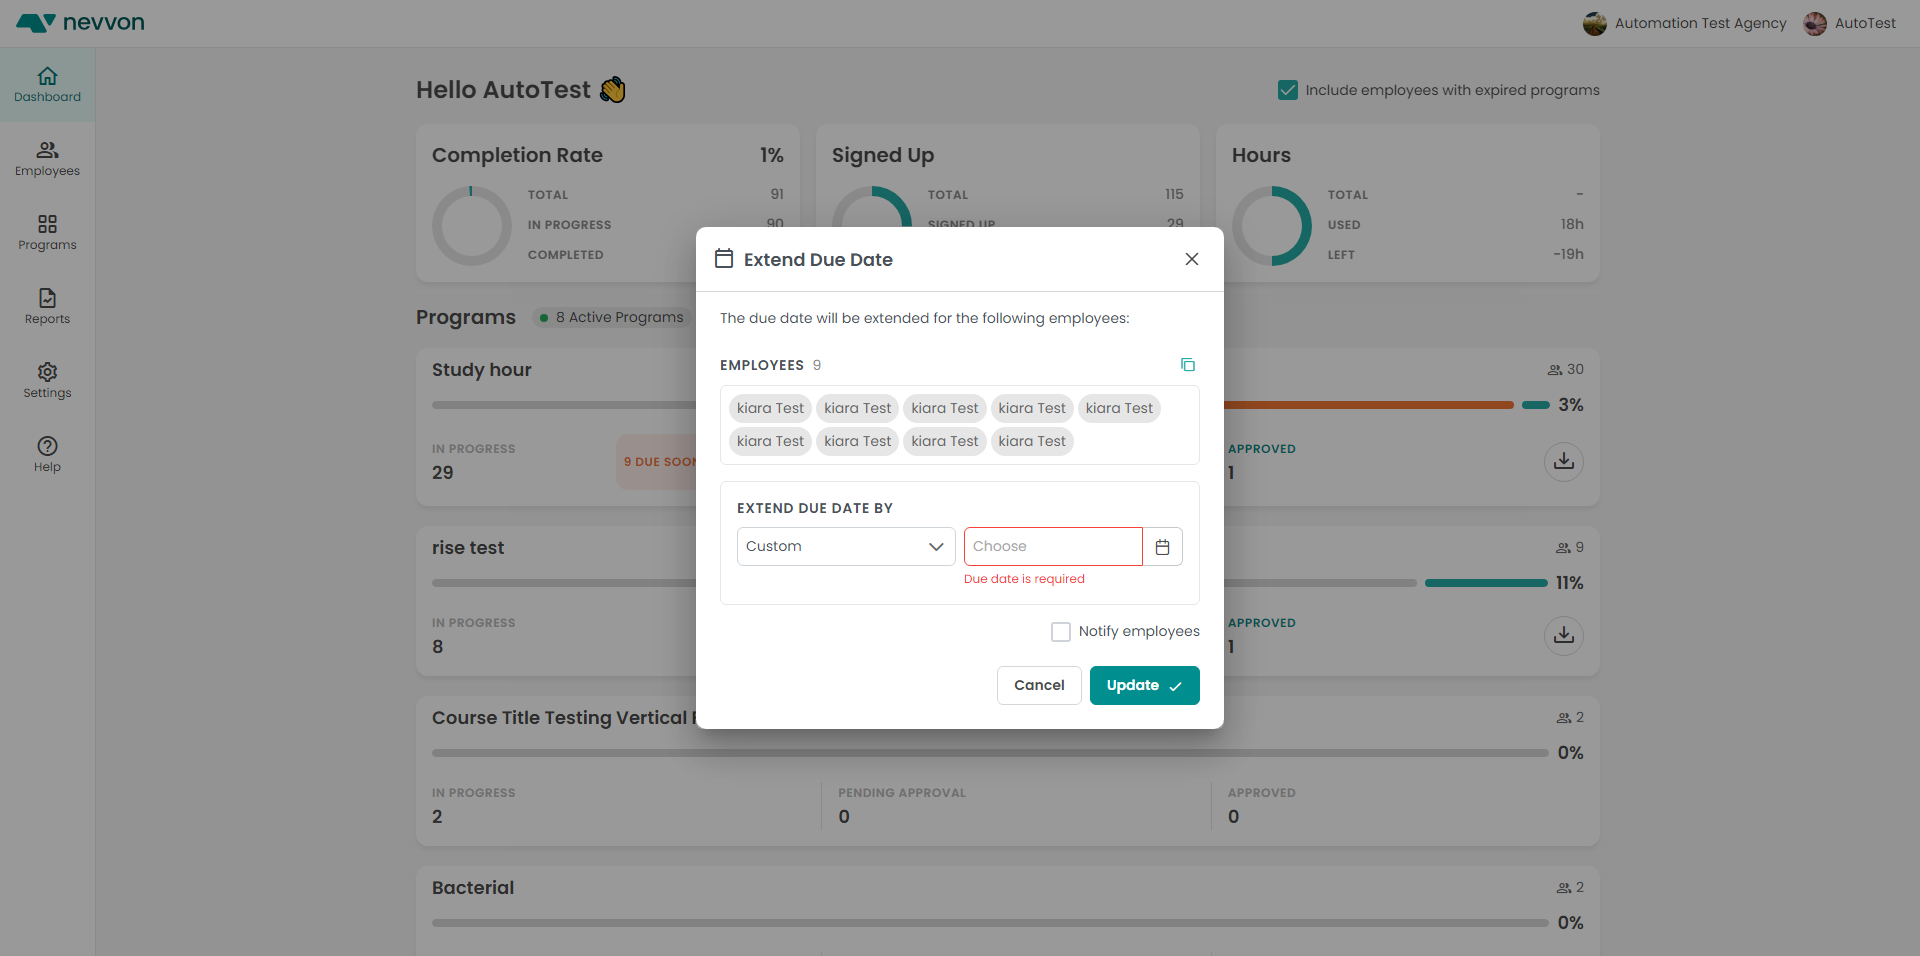 nevvon
Automation Test Agency
AutoTest
Dashboard
Employees
Programs
Reports
Settings
Help
Hello AutoTest
Include employees with expired programs
Completion Rate 1%
TOTAL 91
IN PROGRESS 90
COMPLETED
Signed Up
TOTAL 115
SIGNED UP 29
Hours
TOTAL -
USED 18h
LEFT -19h
Programs
8 Active Programs
Study hour
30
3%
IN PROGRESS
29
9 DUE SOON
APPROVED
1
rise test
9
11%
IN PROGRESS
8
APPROVED
1
Course Title Testing Vertical
2
0%
IN PROGRESS
2
PENDING APPROVAL
0
APPROVED
0
Bacterial
2
0%
Extend Due Date
The due date will be extended for the following employees:
EMPLOYEES 9
kiara Test kiara Test kiara Test kiara Test kiara Test
kiara Test kiara Test kiara Test kiara Test
EXTEND DUE DATE BY
Custom
Choose
Due date is required
Notify employees
Cancel
Update